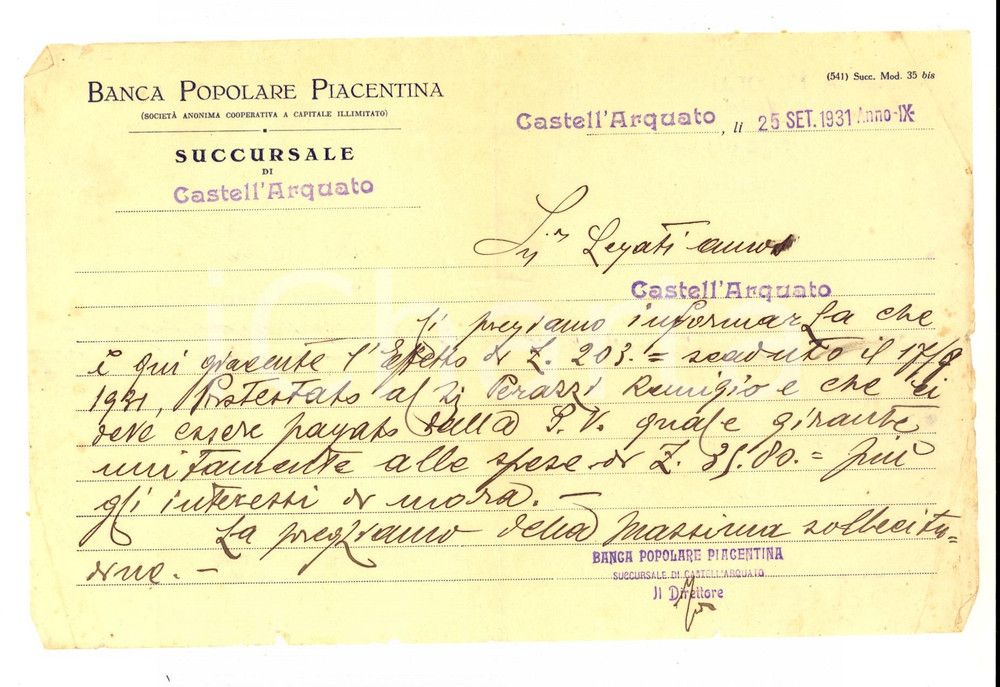 (541) Succ. Mod. 35 bis
BANCA POPOLARE PIACENTINA
(SOCIETÀ ANONIMA COOPERATIVA A CAPITALE ILLIMITATO)
SUCCURSALE
DI
Castell'Arquato
Castell'Arquato, li 25 SET. 1931 Anno-IX-
Sig.r Legati
Castell'Arquato
Si pregiamo informarLa che
è qui giacente l'Effetto di L. 203.= scaduto il 17/9
1931, Protestato al Sig Perazzi Remigio e che ci
deve essere pagato dalla S.V. quale girante
unitamente alle spese di L. 35.80.= più
gli interessi di mora.-
La preghiamo della massima sollecitu=
dine.-
BANCA POPOLARE PIACENTINA
SUCCURSALE DI CASTELL'ARQUATO
Il Direttore